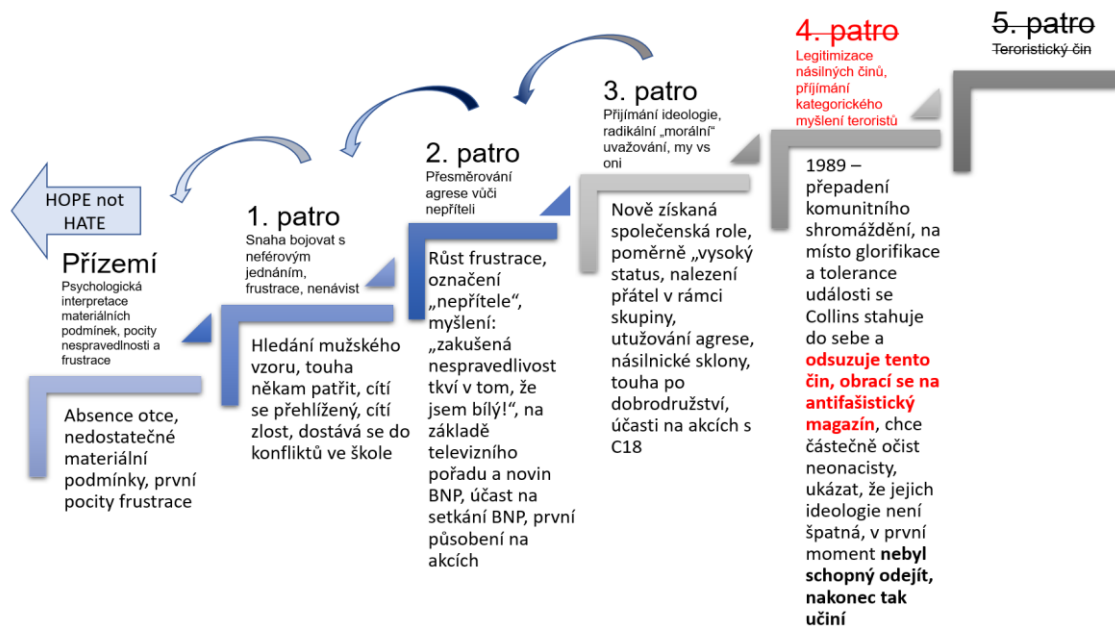 HOPE not
HATE
Přízemí
Psychologická
interpretace
materiálních
podmínek, pocity
nespravedlnosti a
frustrace
Absence otce,
nedostatečné
materiální
podmínky, první
pocity frustrace
1. patro
Snaha bojovat s
neférovým
jednáním,
frustrace, nenávist
Hledání mužského
vzoru, touha
někam patřit, cítí
se přehlížený, cítí
zlost, dostává se do
konfliktů ve škole
2. patro
Přesměrování
agrese vůči
nepříteli
Růst frustrace,
označení
„nepřítele“,
myšlení:
„zakušená
nespravedlivost
tkví v tom, že
jsem bílý!“, na
základě
televizního
pořadu a novin
BNP, účast na
setkání BNP, první
působení na
akcích
3. patro
Přijímání ideologie,
radikální „morální“
uvažování, my vs
oni
Nově získaná
společenská role,
poměrně „vysoký
status, nalezení
přátel v rámci
skupiny,
utužování agrese,
násilnické sklony,
touha po
dobrodružství,
účasti na akcích s
C18
4. patro
Legitimizace
násilných činů,
příjímání
kategorického
myšlení teroristů
1989 –
přepadení
komunitního
shromáždění, na
místo glorifikace
a tolerance
události se
Collins stahuje
do sebe a
odsuzuje tento
čin, obrací se na
antifašistický
magazín, chce
částečně očist
neonacisty,
ukázat, že jejich
ideologie není
špatná, v první
moment nebyl
schopný odejít,
nakonec tak
učiní
5. patro
Teroristický čin